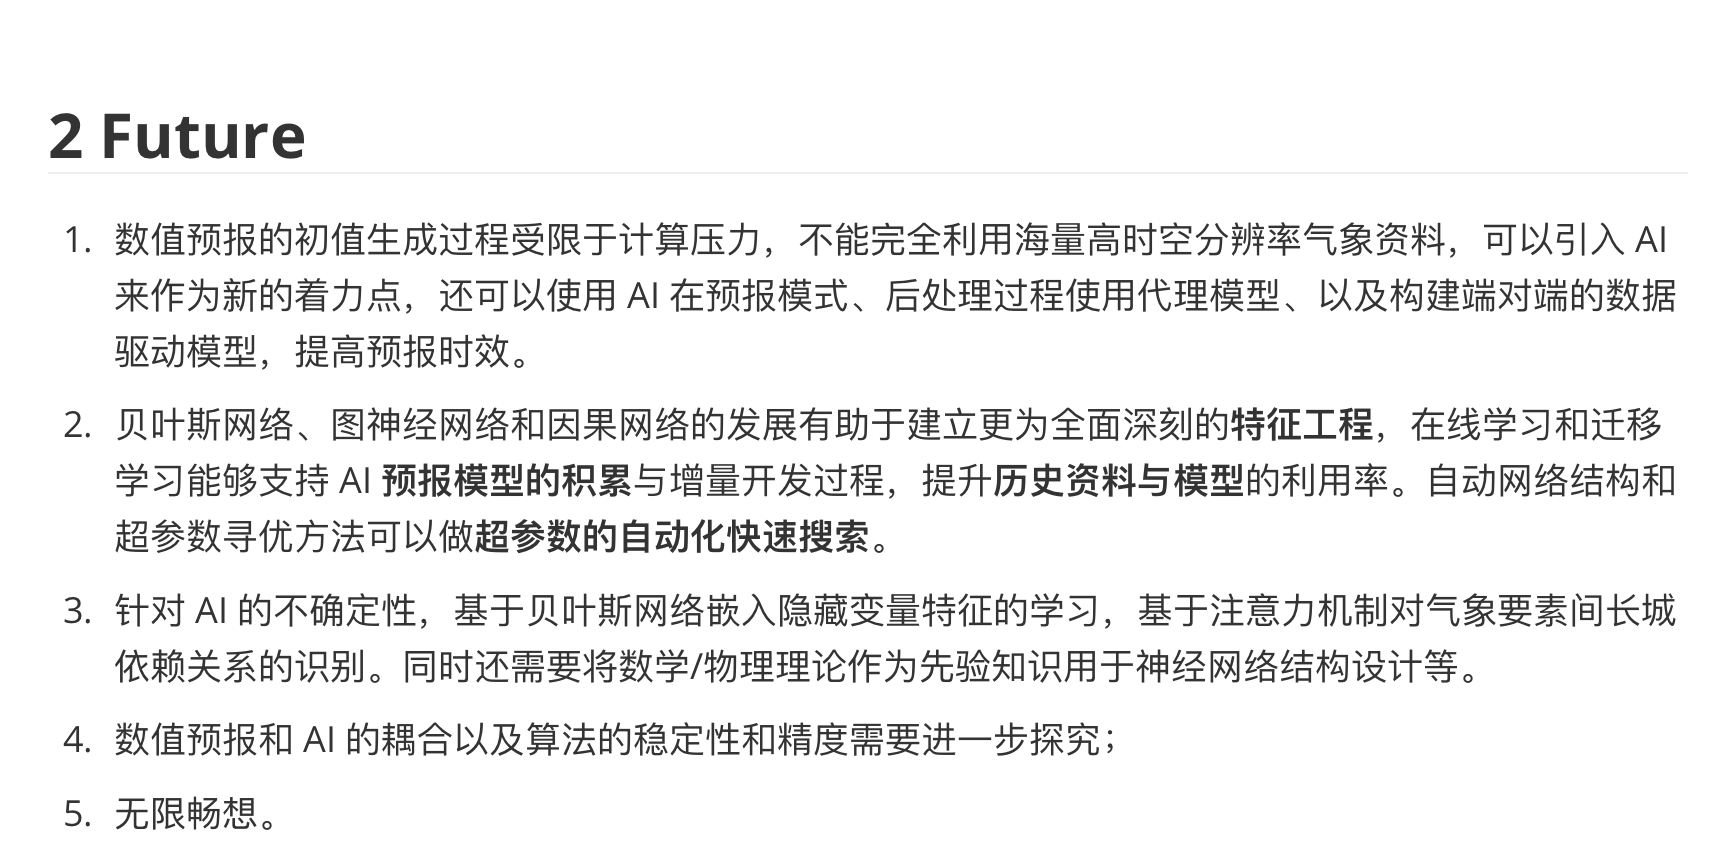 2 Future
1. 数值预报的初值生成过程受限于计算压力，不能完全利用海量高时空分辨率气象资料，可以引入 AI
来作为新的着力点，还可以使用 AI 在预报模式、后处理过程使用代理模型、以及构建端对端的数据
驱动模型，提高预报时效。
2. 贝叶斯网络、图神经网络和因果网络的发展有助于建立更为全面深刻的特征工程，在线学习和迁移
学习能够支持 AI 预报模型的积累与增量开发过程，提升历史资料与模型的利用率。自动网络结构和
超参数寻优方法可以做超参数的自动化快速搜索。
3. 针对 AI 的不确定性，基于贝叶斯网络嵌入隐藏变量特征的学习，基于注意力机制对气象要素间长城
依赖关系的识别。同时还需要将数学/物理理论作为先验知识用于神经网络结构设计等。
4. 数值预报和 AI 的耦合以及算法的稳定性和精度需要进一步探究；
5. 无限畅想。